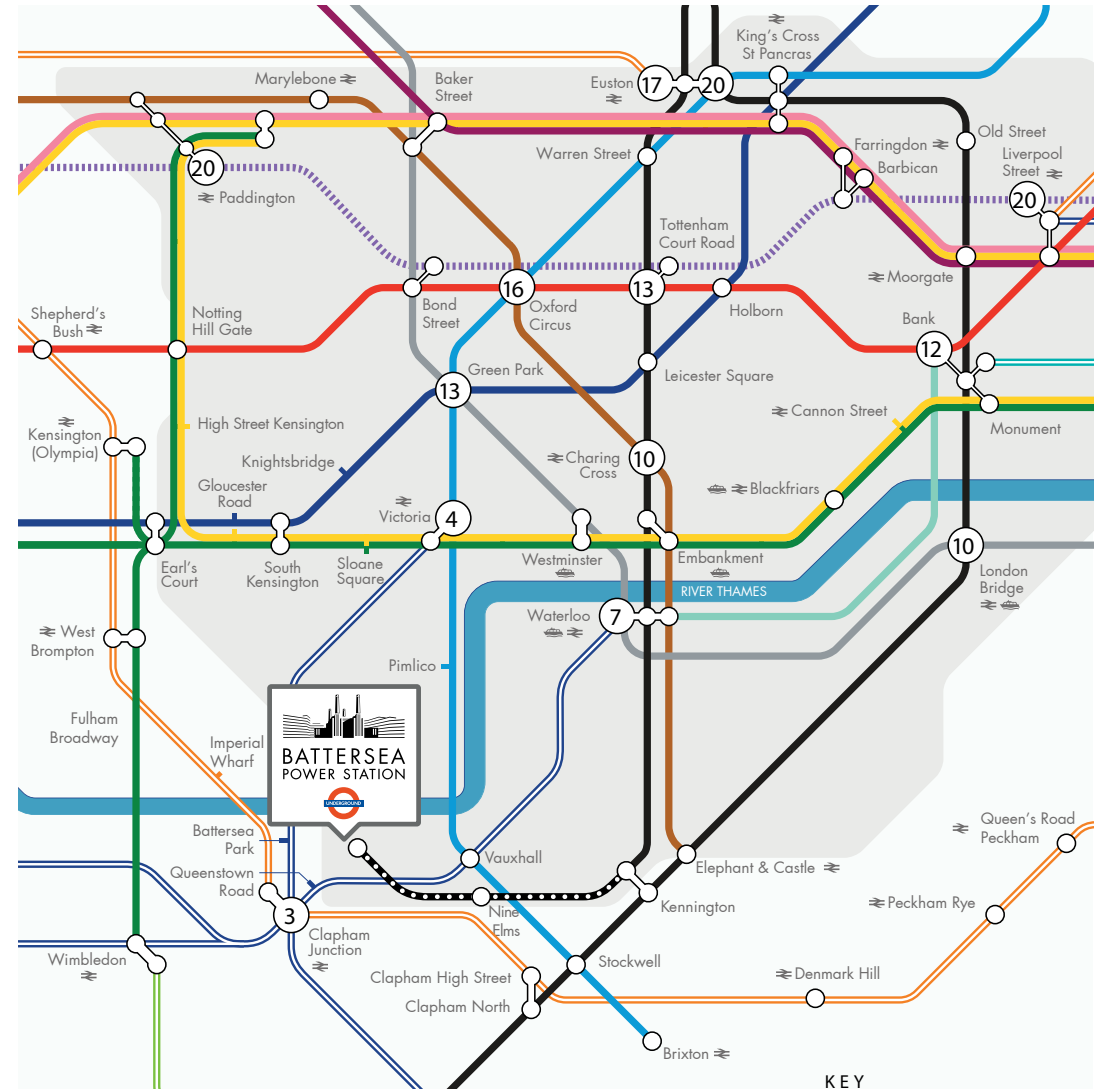 King's Cross
St Pancras
Marylebone
Baker
Street
Euston
17
20
Old Street
Farringdon
Barbican
Liverpool
Street
Warren Street
20
Paddington
20
Tottenham
Court Road
Moorgate
16
13
Bond
Street
Oxford
Circus
Holborn
Shepherd's
Bush
Notting
Hill Gate
Bank
12
Green Park
13
Leicester Square
Cannon Street
Monument
High Street Kensington
Kensington
(Olympia)
Knightsbridge
Charing
Cross
10
Gloucester
Road
Blackfriars
Victoria
4
10
Earl's
Court
South
Kensington
Sloane
Square
Westminster
Embankment
London
Bridge
RIVER THAMES
Waterloo
7
West
Brompton
Pimlico
Fulham
Broadway
Imperial
Wharf
BATTERSEA
POWER STATION
UNDERGROUND
Battersea
Park
Queenstown
Road
Vauxhall
Elephant & Castle
Queen's Road
Peckham
Nine
Elms
Kennington
Peckham Rye
3
Clapham
Junction
Wimbledon
Stockwell
Clapham High Street
Denmark Hill
Clapham North
Brixton
KEY